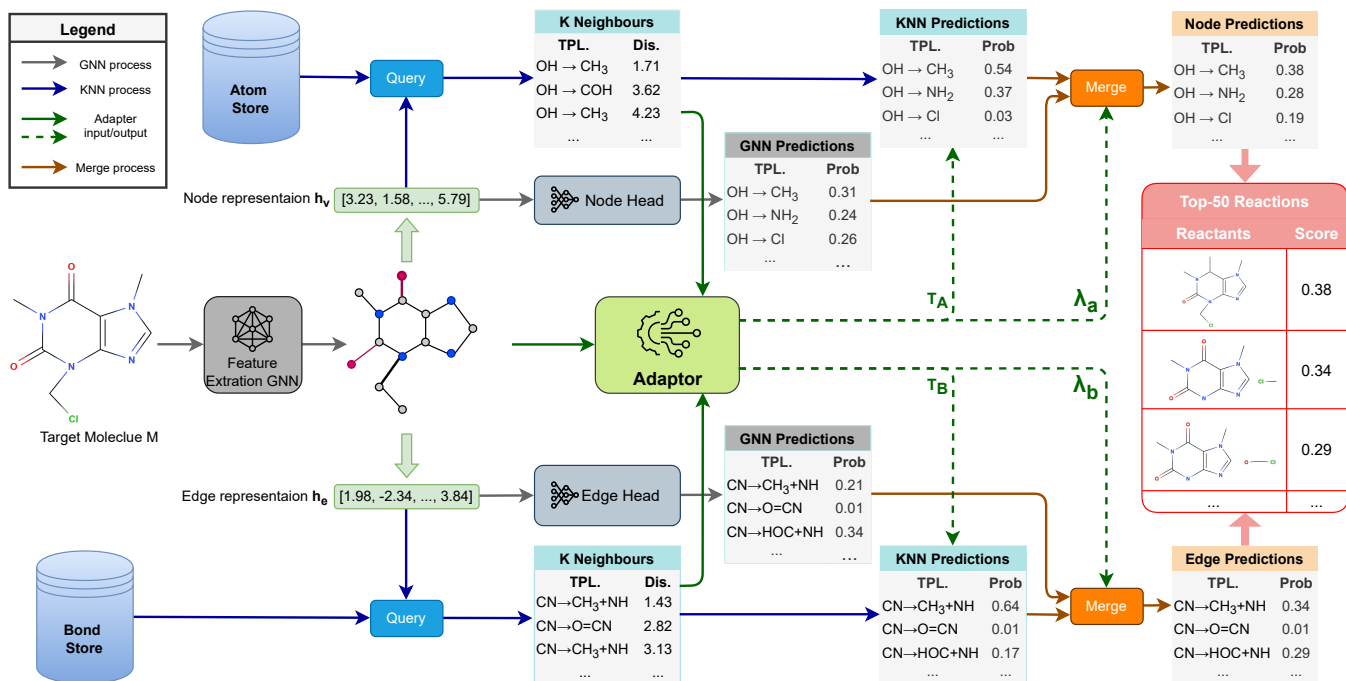 Legend
GNN process
KNN process
Adapter
input/output
Merge process
Atom
Store
Query
K Neighbours
TPL. Dis.
OH → CH3 1.71
OH → COH 3.62
OH → CH3 4.23
... ...
KNN Predictions
TPL. Prob
OH → CH3 0.54
OH → NH2 0.37
OH → Cl 0.03
... ...
Merge
Node Predictions
TPL. Prob
OH → CH3 0.38
OH → NH2 0.28
OH → Cl 0.19
... ...
Node representaion hv [3.23, 1.58, ..., 5.79]
Node Head
GNN Predictions
TPL. Prob
OH → CH3 0.31
OH → NH2 0.24
OH → Cl 0.26
... ...
O
O
N
N
N
N
Cl
Target Moleclue M
Feature
Extration GNN
Adaptor
TA
λa
TB
λb
Top-50 Reactions
Reactants Score
O
N
N
N
N
Cl
0.38
O
O
N
N
N
N
Cl
0.34
O
O
N
N
N
N
O
Cl
0.29
... ...
Edge representaion he [1.98, -2.34, ..., 3.84]
Edge Head
GNN Predictions
TPL. Prob
CN→CH3+NH 0.21
CN→O=CN 0.01
CN→HOC+NH 0.34
... ...
Bond
Store
Query
K Neighbours
TPL. Dis.
CN→CH3+NH 1.43
CN→O=CN 2.82
CN→CH3+NH 3.13
... ...
KNN Predictions
TPL. Prob
CN→CH3+NH 0.64
CN→O=CN 0.01
CN→HOC+NH 0.17
... ...
Merge
Edge Predictions
TPL. Prob
CN→CH3+NH 0.34
CN→O=CN 0.01
CN→HOC+NH 0.29
... ...